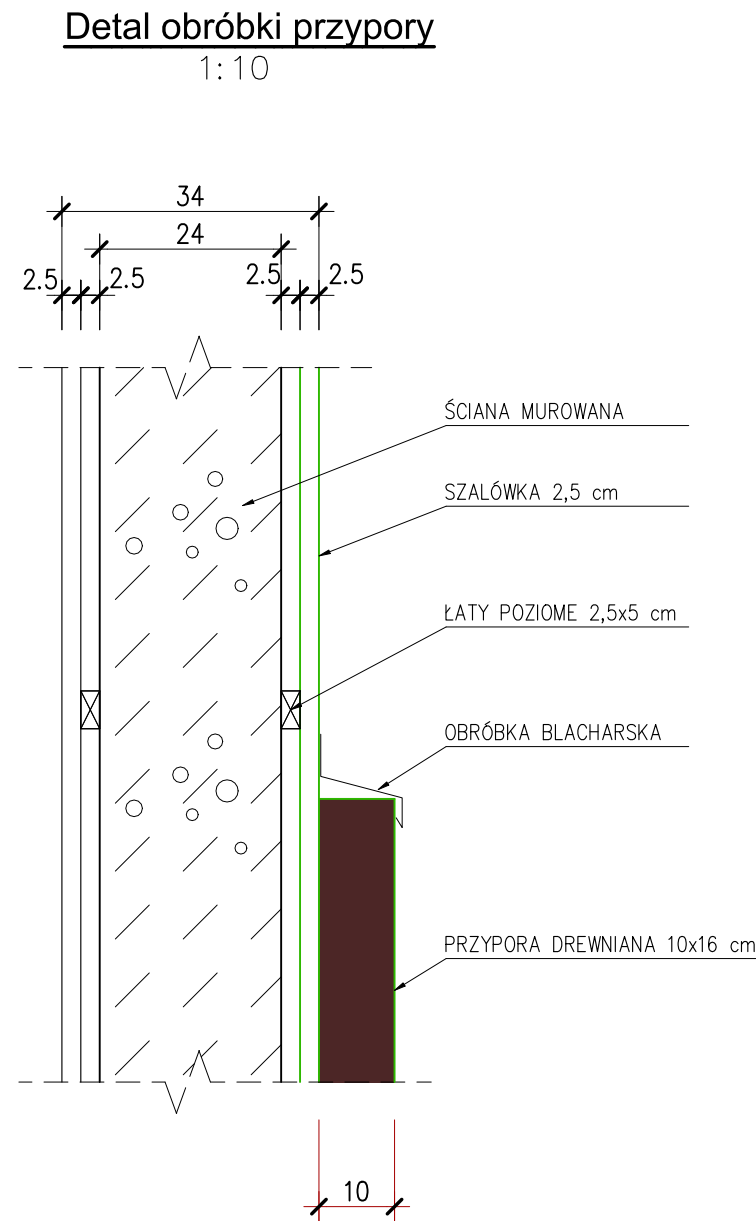 Detal obróbki przypory
1:10
34
24
2.5 2.5 2.5 2.5
ŚCIANA MUROWANA
SZALÓWKA 2,5 cm
ŁATY POZIOME 2,5x5 cm
OBRÓBKA BLACHARSKA
PRZYPORA DREWNIANA 10x16 cm
10